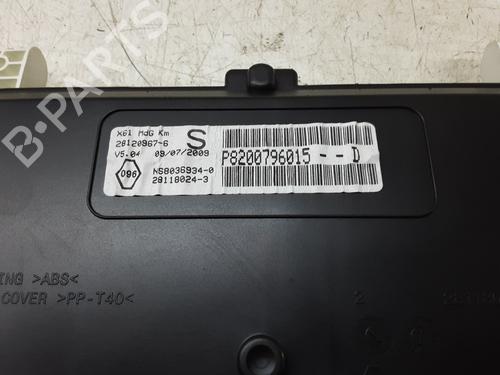 X61 MdG Km
28120967-6
V5.04 09/07/2009
S
096
NS8036934-0
28118024-3
P8200796015--D
ING >ABS<
COVER >PP-T40<
2
B-PARTS